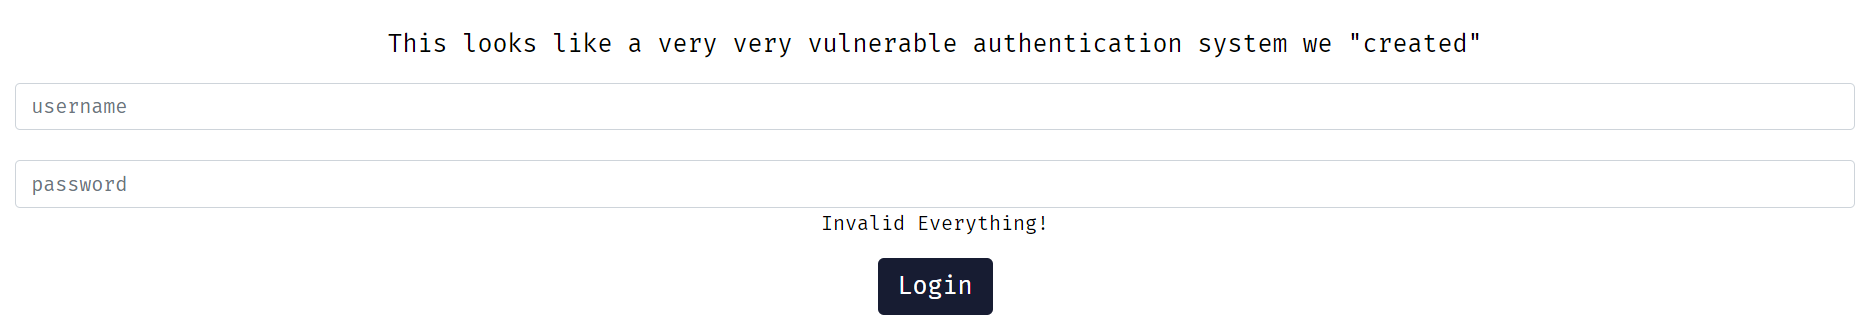 This looks like a very very vulnerable authentication system we "created"
username
password
Invalid Everything!
Login